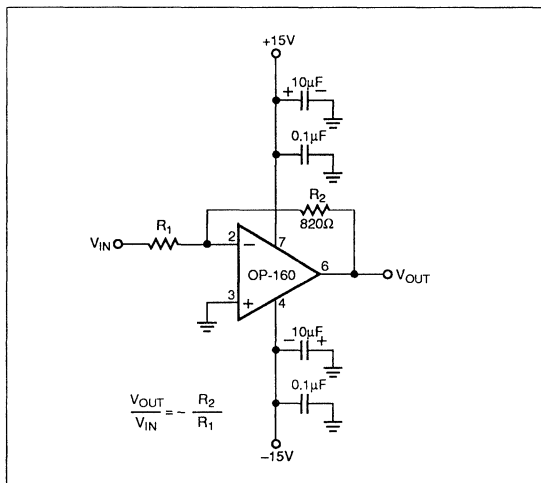 +15V
+ 10μF −
0.1μF
R2
820Ω
R1
VIN
2 − 7
OP-160 6
VOUT
3 + 4
− 10μF +
0.1μF
VOUT/VIN = − R2/R1
−15V